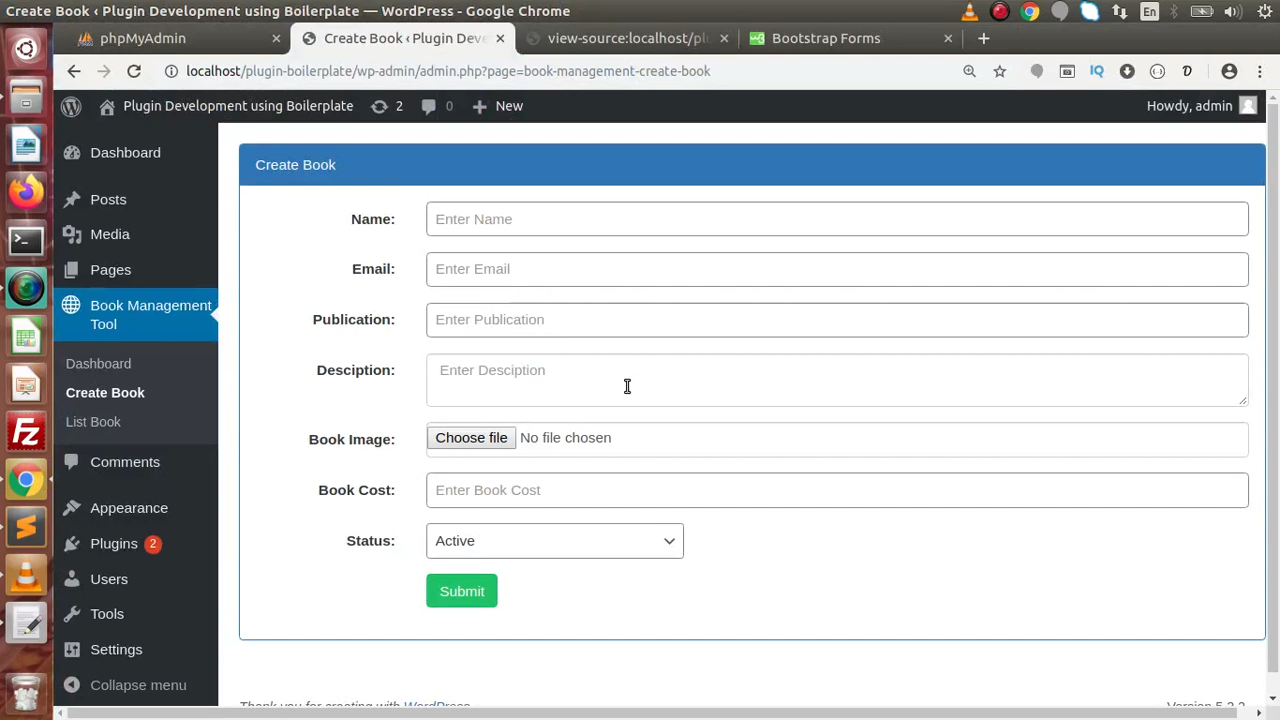 Create Book ‹ Plugin Development using Boilerplate — WordPress - Google Chrome
En
phpMyAdmin
Create Book ‹ Plugin Deve
view-source:localhost/plu
Bootstrap Forms
localhost/plugin-boilerplate/wp-admin/admin.php?page=book-management-create-book
IQ
Plugin Development using Boilerplate
2
0
New
Howdy, admin
Dashboard
Posts
Media
Pages
Book Management
Tool
Dashboard
Create Book
List Book
Comments
Appearance
Plugins 2
Users
Tools
Settings
Collapse menu
Create Book
Name: Enter Name
Email: Enter Email
Publication: Enter Publication
Desciption: Enter Desciption
Book Image: Choose file No file chosen
Book Cost: Enter Book Cost
Status: Active
Submit
Thank you for creating with WordPress
Version 5.2.2